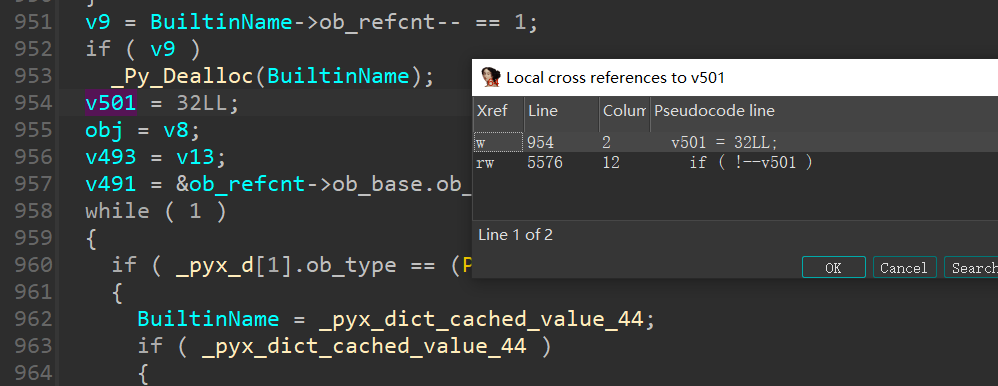 951 v9 = BuiltinName->ob_refcnt-- == 1;
952 if ( v9 )
953 _Py_Dealloc(BuiltinName);
954 v501 = 32LL;
955 obj = v8;
956 v493 = v13;
957 v491 = &ob_refcnt->ob_base.ob_
958 while ( 1 )
959 {
960 if ( _pyx_d[1].ob_type == (P
961 {
962 BuiltinName = _pyx_dict_cached_value_44;
963 if ( _pyx_dict_cached_value_44 )
964 {
Local cross references to v501
Xref Line Colum Pseudocode line
w 954 2 v501 = 32LL;
rw 5576 12 if ( !--v501 )
Line 1 of 2
OK Cancel Search